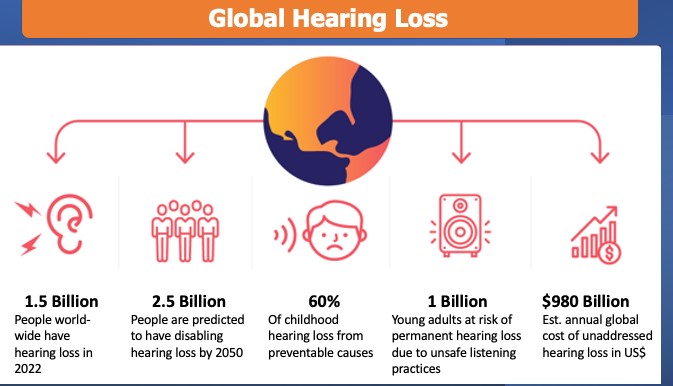 Global Hearing Loss
1.5 Billion
People world-
wide have
hearing loss in
2022
2.5 Billion
People are predicted
to have disabling
hearing loss by 2050
60%
Of childhood
hearing loss from
preventable causes
1 Billion
Young adults at risk of
permanent hearing loss
due to unsafe listening
practices
$980 Billion
Est. annual global
cost of unaddressed
hearing loss in US$